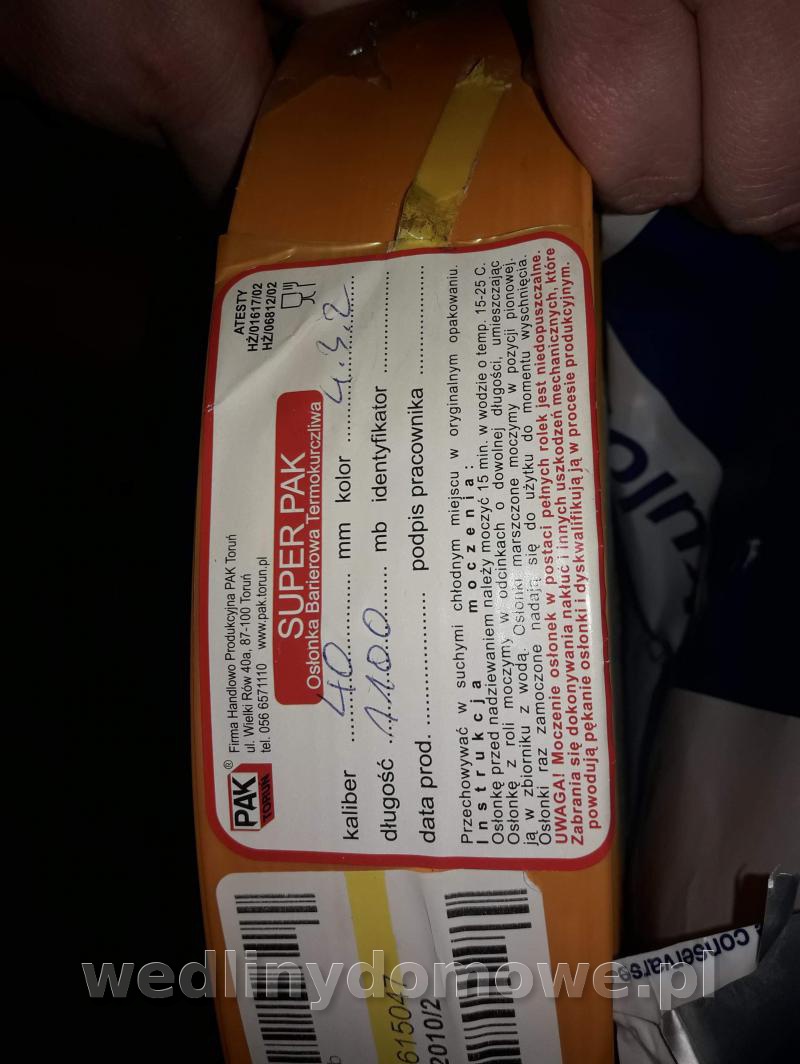 PAK
TORUŃ
®
Firma Handlowo Produkcyjna PAK Toruń
ul. Wielki Rów 40a, 87-100 Toruń
tel. 056 6571110 www.pak.torun.pl
ATESTY
HŻ/01617/02
HŻ/06812/02
SUPER PAK
Osłonka Barierowa Termokurczliwa
kaliber 40 mm kolor 4.3.2
długość 1100 mb identyfikator
data prod. podpis pracownika
Przechowywać w suchymi chłodnym miejscu w oryginalnym opakowaniu.
Instrukcja moczenia:
Osłonkę przed nadziewaniem należy moczyć 15 min. w wodzie o temp. 15-25 C.
Osłonkę z roli moczymy w odcinkach o dowolnej długości, umieszczając
ją w zbiorniku z wodą. Osłonki marszczone moczymy w pozycji pionowej.
Osłonki raz zamoczone nadają się do użytku do momentu wyschnięcia.
UWAGA! Moczenie osłonek w postaci pełnych rolek jest niedopuszczalne.
Zabrania się dokonywania nakłuć i innych uszkodzeń mechanicznych, które
powodują pękanie osłonki i dyskwalifikują ją w procesie produkcyjnym.
615047
2010/2
conservars
wedlinydomowe.pl